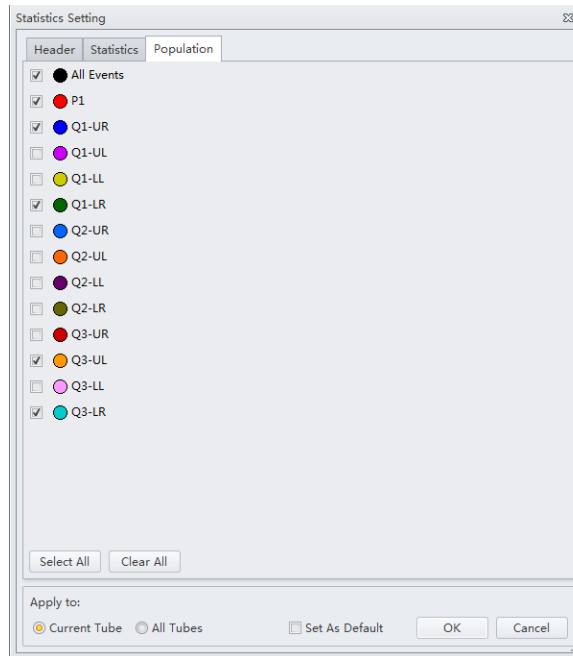 Statistics Setting
Header Statistics Population
All Events
P1
Q1-UR
Q1-UL
Q1-LL
Q1-LR
Q2-UR
Q2-UL
Q2-LL
Q2-LR
Q3-UR
Q3-UL
Q3-LL
Q3-LR
Select All Clear All
Apply to:
Current Tube All Tubes Set As Default OK Cancel